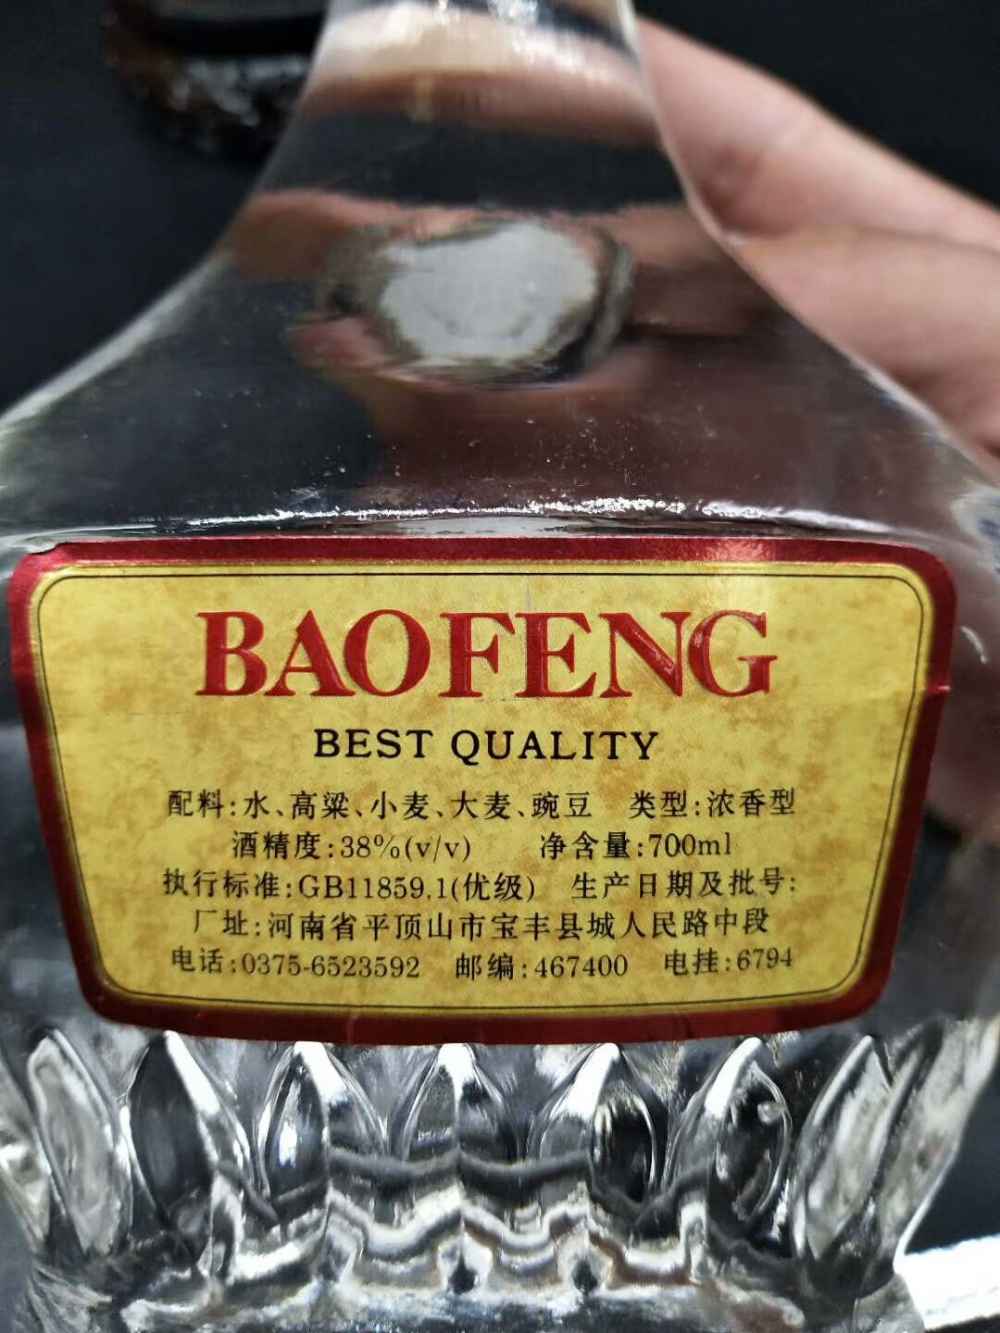 BAOFENG
BEST QUALITY
配料:水、高粱、小麦、大麦、豌豆 类型:浓香型
酒精度:38%(v/v) 净含量:700ml
执行标准:GB11859.1(优级) 生产日期及批号:
厂址:河南省平顶山市宝丰县城人民路中段
电话:0375-6523592 邮编:467400 电挂:6794